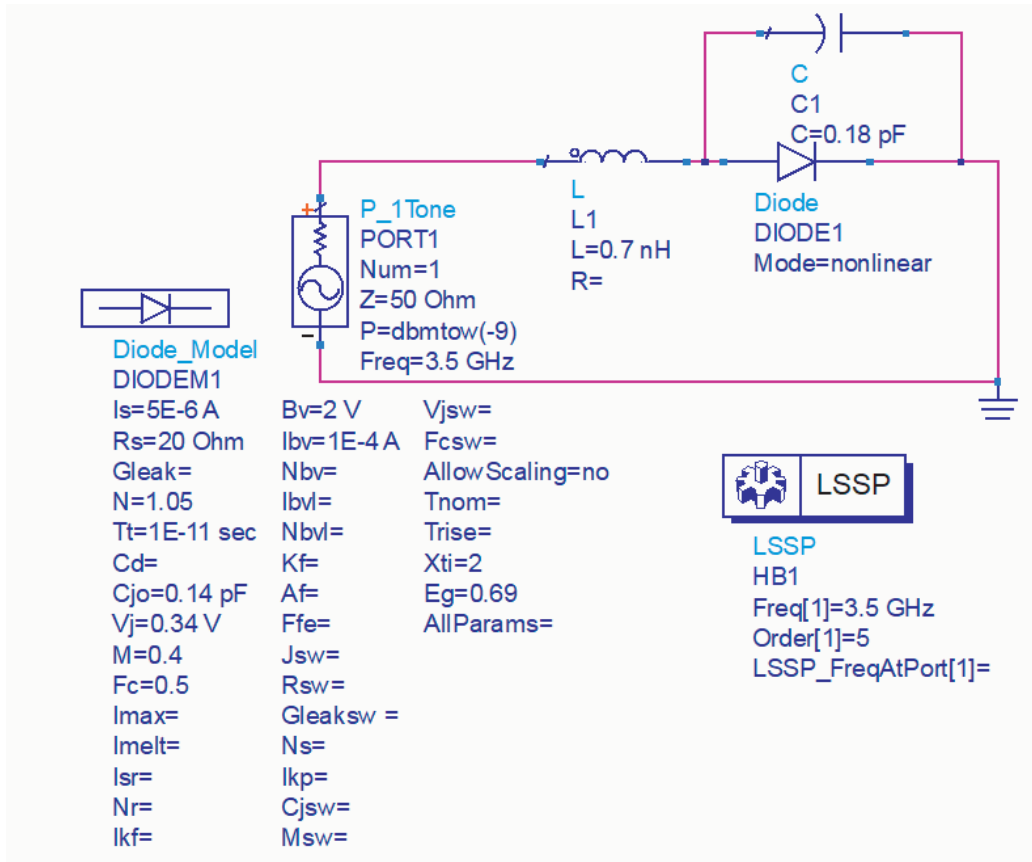 C
C1
C=0.18 pF
L
L1
L=0.7 nH
R=
Diode
DIODE1
Mode=nonlinear
+
P_1Tone
PORT1
Num=1
Z=50 Ohm
P=dbmtow(-9)
Freq=3.5 GHz
-
Diode_Model
DIODEM1
Is=5E-6 A
Rs=20 Ohm
Gleak=
N=1.05
Tt=1E-11 sec
Cd=
Cjo=0.14 pF
Vj=0.34 V
M=0.4
Fc=0.5
Imax=
Imelt=
Isr=
Nr=
Ikf=
Bv=2 V
Ibv=1E-4 A
Nbv=
Ibvl=
Nbvl=
Kf=
Af=
Ffe=
Jsw=
Rsw=
Gleaksw =
Ns=
Ikp=
Cjsw=
Msw=
Vjsw=
Fcsw=
AllowScaling=no
Tnom=
Trise=
Xti=2
Eg=0.69
AllParams=
LSSP
LSSP
HB1
Freq[1]=3.5 GHz
Order[1]=5
LSSP_FreqAtPort[1]=